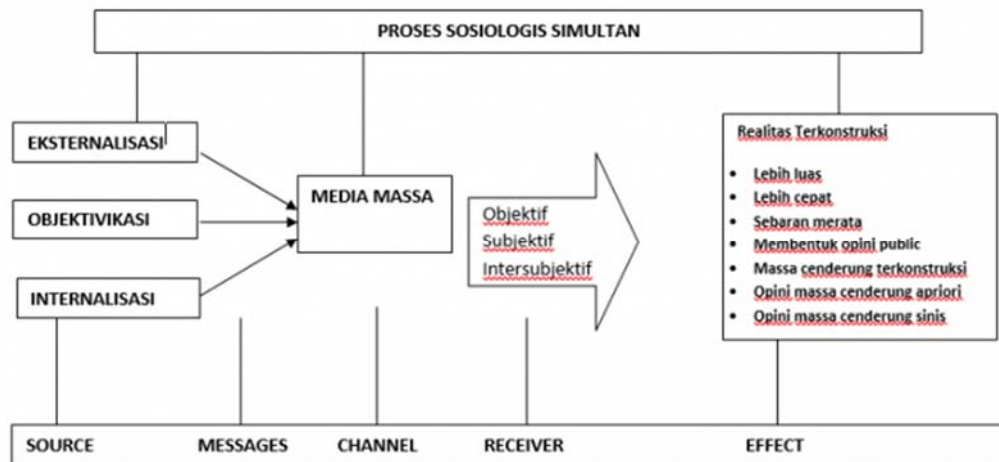 PROSES SOSIOLOGIS SIMULTAN
EKSTERNALISASI
OBJEKTIVIKASI
INTERNALISASI
MEDIA MASSA
Objektif
Subjektif
Intersubjektif
Realitas Terkonstruksi
• Lebih luas
• Lebih cepat
• Sebaran merata
• Membentuk opini public
• Massa cenderung terkonstruksi
• Opini massa cenderung apriori
• Opini massa cenderung sinis
SOURCE MESSAGES CHANNEL RECEIVER EFFECT